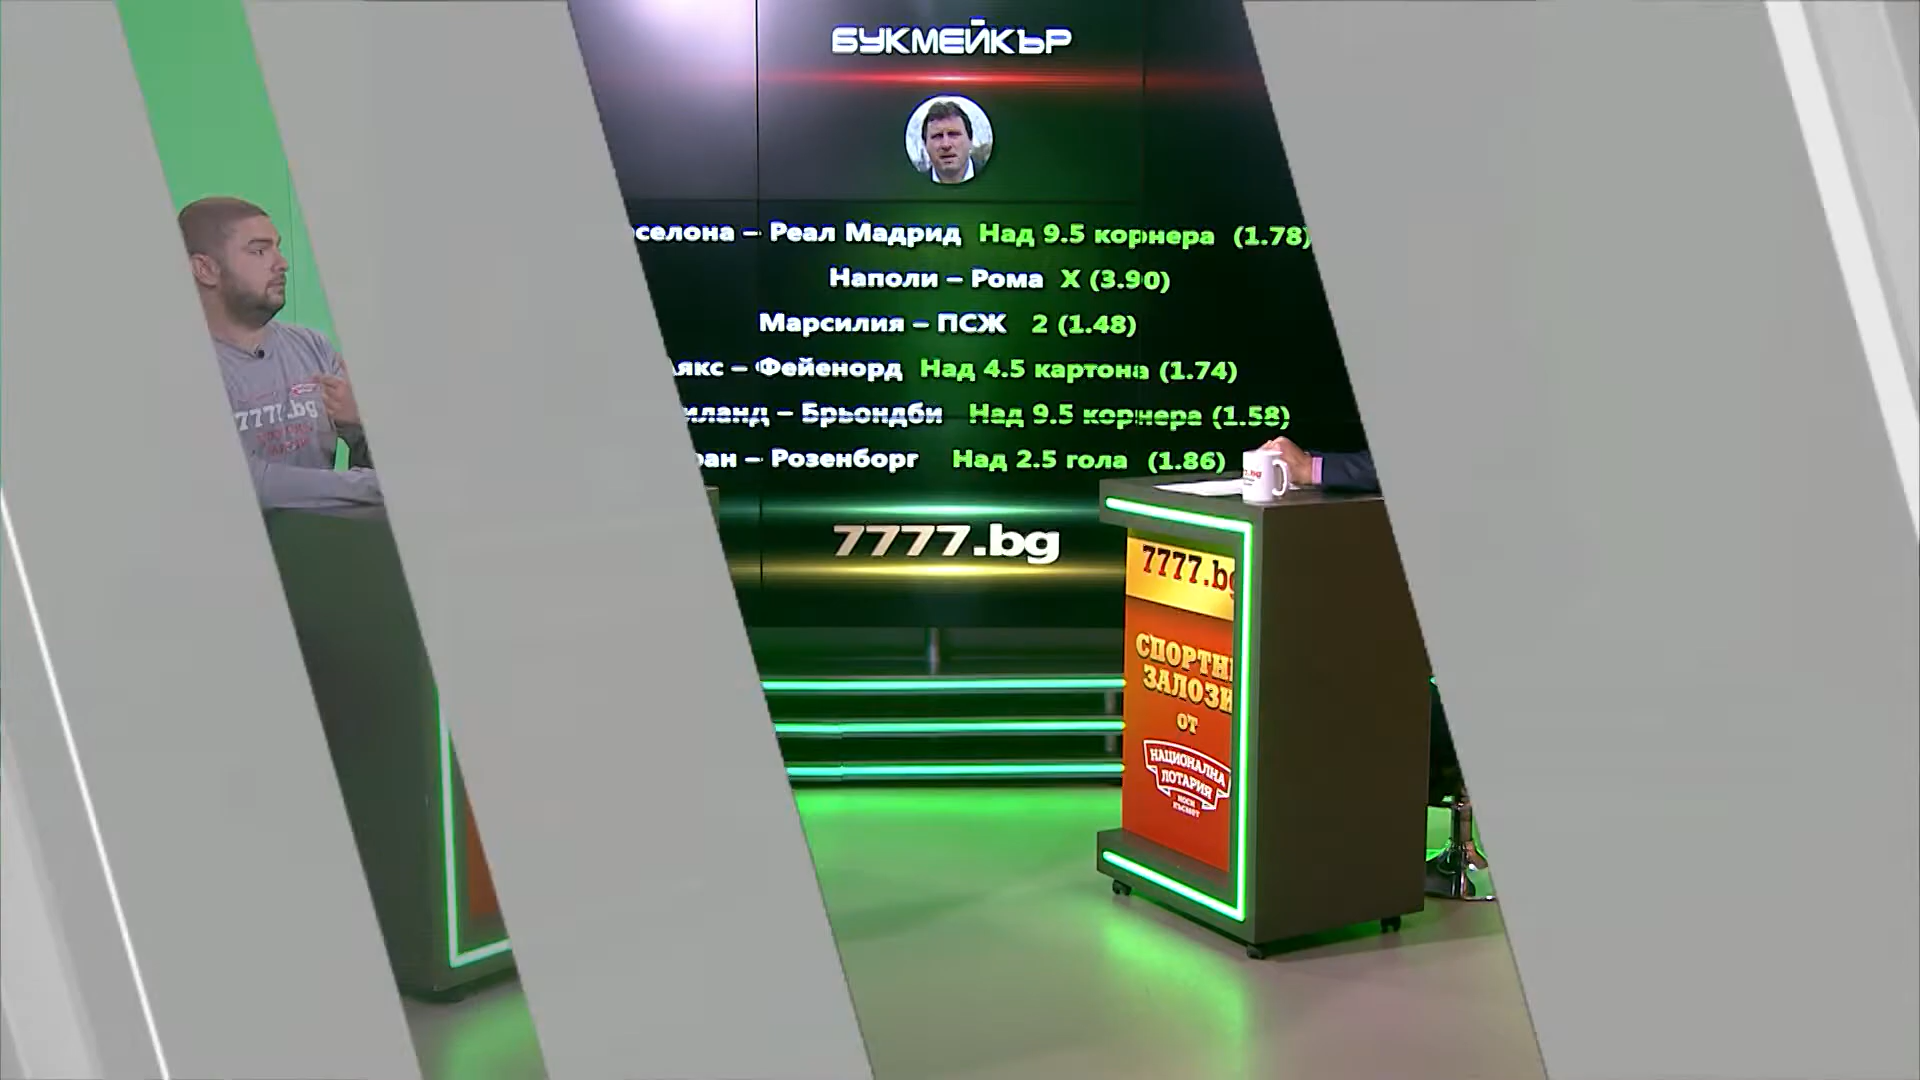 БУКМЕЙКЪР
селона – Реал Мадрид Над 9.5 корнера (1.78)
Наполи – Рома X (3.90)
Марсилия – ПСЖ 2 (1.48)
якс – Фейенорд Над 4.5 картона (1.74)
иланд – Брьондби Над 9.5 корнера (1.58)
ран – Розенборг Над 2.5 гола (1.86)
7777.bg
7777.bg
7777.bg
СПОРТНИ
ЗАЛОЗИ
ОТ
НАЦИОНАЛНА
ЛОТАРИЯ
НОСИ
КЪСМЕТ